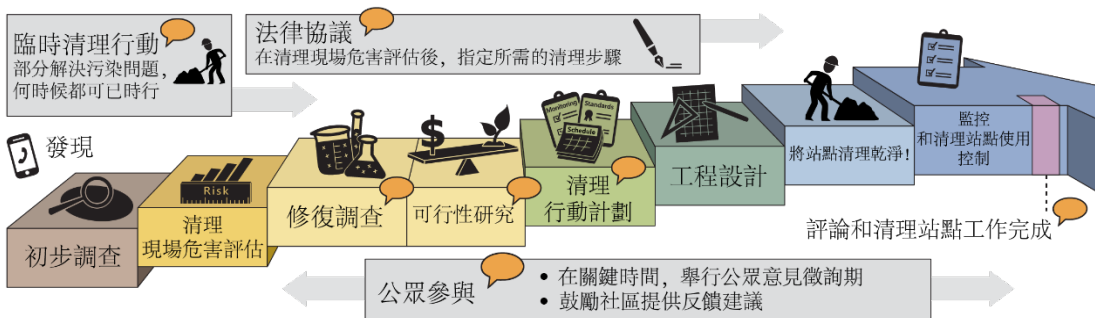 臨時清理行動
部分解決污染問題，
何時候都可已時行
法律協議
在清理現場危害評估後，指定所需的清理步驟
發現
初步調查
Risk
清理
現場危害評估
修復調查
$
可行性研究
Monitoring
Standards
Schedule
清理
行動計劃
工程設計
將站點清理乾淨！
監控
和清理站點使用
控制
評論和清理站點工作完成
公眾參與
• 在關鍵時間，舉行公眾意見徵詢期
• 鼓勵社區提供反饋建議